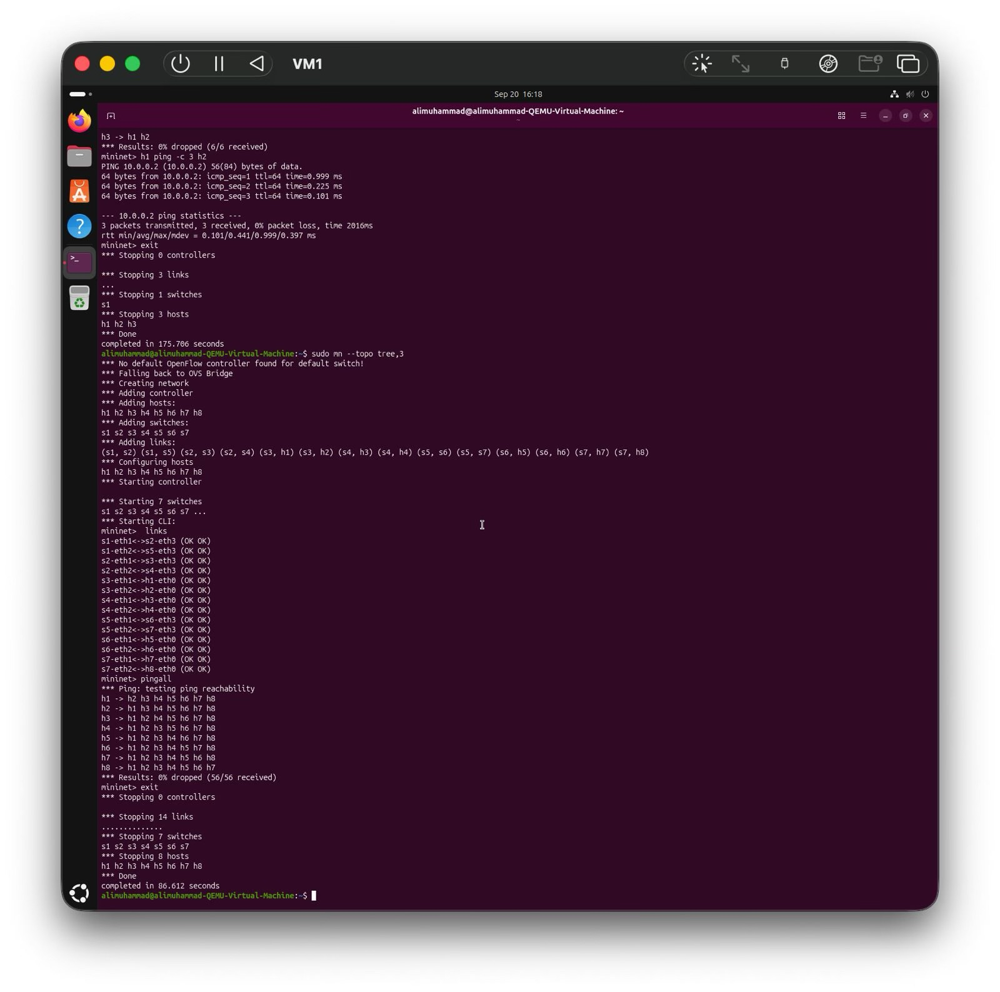 VM1
Sep 20 16:18
alimuhammad@alimuhammad-QEMU-Virtual-Machine: ~
~
h3 -> h1 h2
*** Results: 0% dropped (6/6 received)
mininet> h1 ping -c 3 h2
PING 10.0.0.2 (10.0.0.2) 56(84) bytes of data.
64 bytes from 10.0.0.2: icmp_seq=1 ttl=64 time=0.999 ms
64 bytes from 10.0.0.2: icmp_seq=2 ttl=64 time=0.225 ms
64 bytes from 10.0.0.2: icmp_seq=3 ttl=64 time=0.101 ms
--- 10.0.0.2 ping statistics ---
3 packets transmitted, 3 received, 0% packet loss, time 2016ms
rtt min/avg/max/mdev = 0.101/0.441/0.999/0.397 ms
mininet> exit
*** Stopping 0 controllers
*** Stopping 3 links
...
*** Stopping 1 switches
s1
*** Stopping 3 hosts
h1 h2 h3
*** Done
completed in 175.706 seconds
alimuhammad@alimuhammad-QEMU-Virtual-Machine:~$ sudo mn --topo tree,3
*** No default OpenFlow controller found for default switch!
*** Falling back to OVS Bridge
*** Creating network
*** Adding controller
*** Adding hosts:
h1 h2 h3 h4 h5 h6 h7 h8
*** Adding switches:
s1 s2 s3 s4 s5 s6 s7
*** Adding links:
(s1, s2) (s1, s5) (s2, s3) (s2, s4) (s3, h1) (s3, h2) (s4, h3) (s4, h4) (s5, s6) (s5, s7) (s6, h5) (s6, h6) (s7, h7) (s7, h8)
*** Configuring hosts
h1 h2 h3 h4 h5 h6 h7 h8
*** Starting controller
*** Starting 7 switches
s1 s2 s3 s4 s5 s6 s7 ...
*** Starting CLI:
mininet>  links
s1-eth1<->s2-eth3 (OK OK)
s1-eth2<->s5-eth3 (OK OK)
s2-eth1<->s3-eth3 (OK OK)
s2-eth2<->s4-eth3 (OK OK)
s3-eth1<->h1-eth0 (OK OK)
s3-eth2<->h2-eth0 (OK OK)
s4-eth1<->h3-eth0 (OK OK)
s4-eth2<->h4-eth0 (OK OK)
s5-eth1<->s6-eth3 (OK OK)
s5-eth2<->s7-eth3 (OK OK)
s6-eth1<->h5-eth0 (OK OK)
s6-eth2<->h6-eth0 (OK OK)
s7-eth1<->h7-eth0 (OK OK)
s7-eth2<->h8-eth0 (OK OK)
mininet> pingall
*** Ping: testing ping reachability
h1 -> h2 h3 h4 h5 h6 h7 h8
h2 -> h1 h3 h4 h5 h6 h7 h8
h3 -> h1 h2 h4 h5 h6 h7 h8
h4 -> h1 h2 h3 h5 h6 h7 h8
h5 -> h1 h2 h3 h4 h6 h7 h8
h6 -> h1 h2 h3 h4 h5 h7 h8
h7 -> h1 h2 h3 h4 h5 h6 h8
h8 -> h1 h2 h3 h4 h5 h6 h7
*** Results: 0% dropped (56/56 received)
mininet> exit
*** Stopping 0 controllers
*** Stopping 14 links
..............
*** Stopping 7 switches
s1 s2 s3 s4 s5 s6 s7
*** Stopping 8 hosts
h1 h2 h3 h4 h5 h6 h7 h8
*** Done
completed in 86.612 seconds
alimuhammad@alimuhammad-QEMU-Virtual-Machine:~$